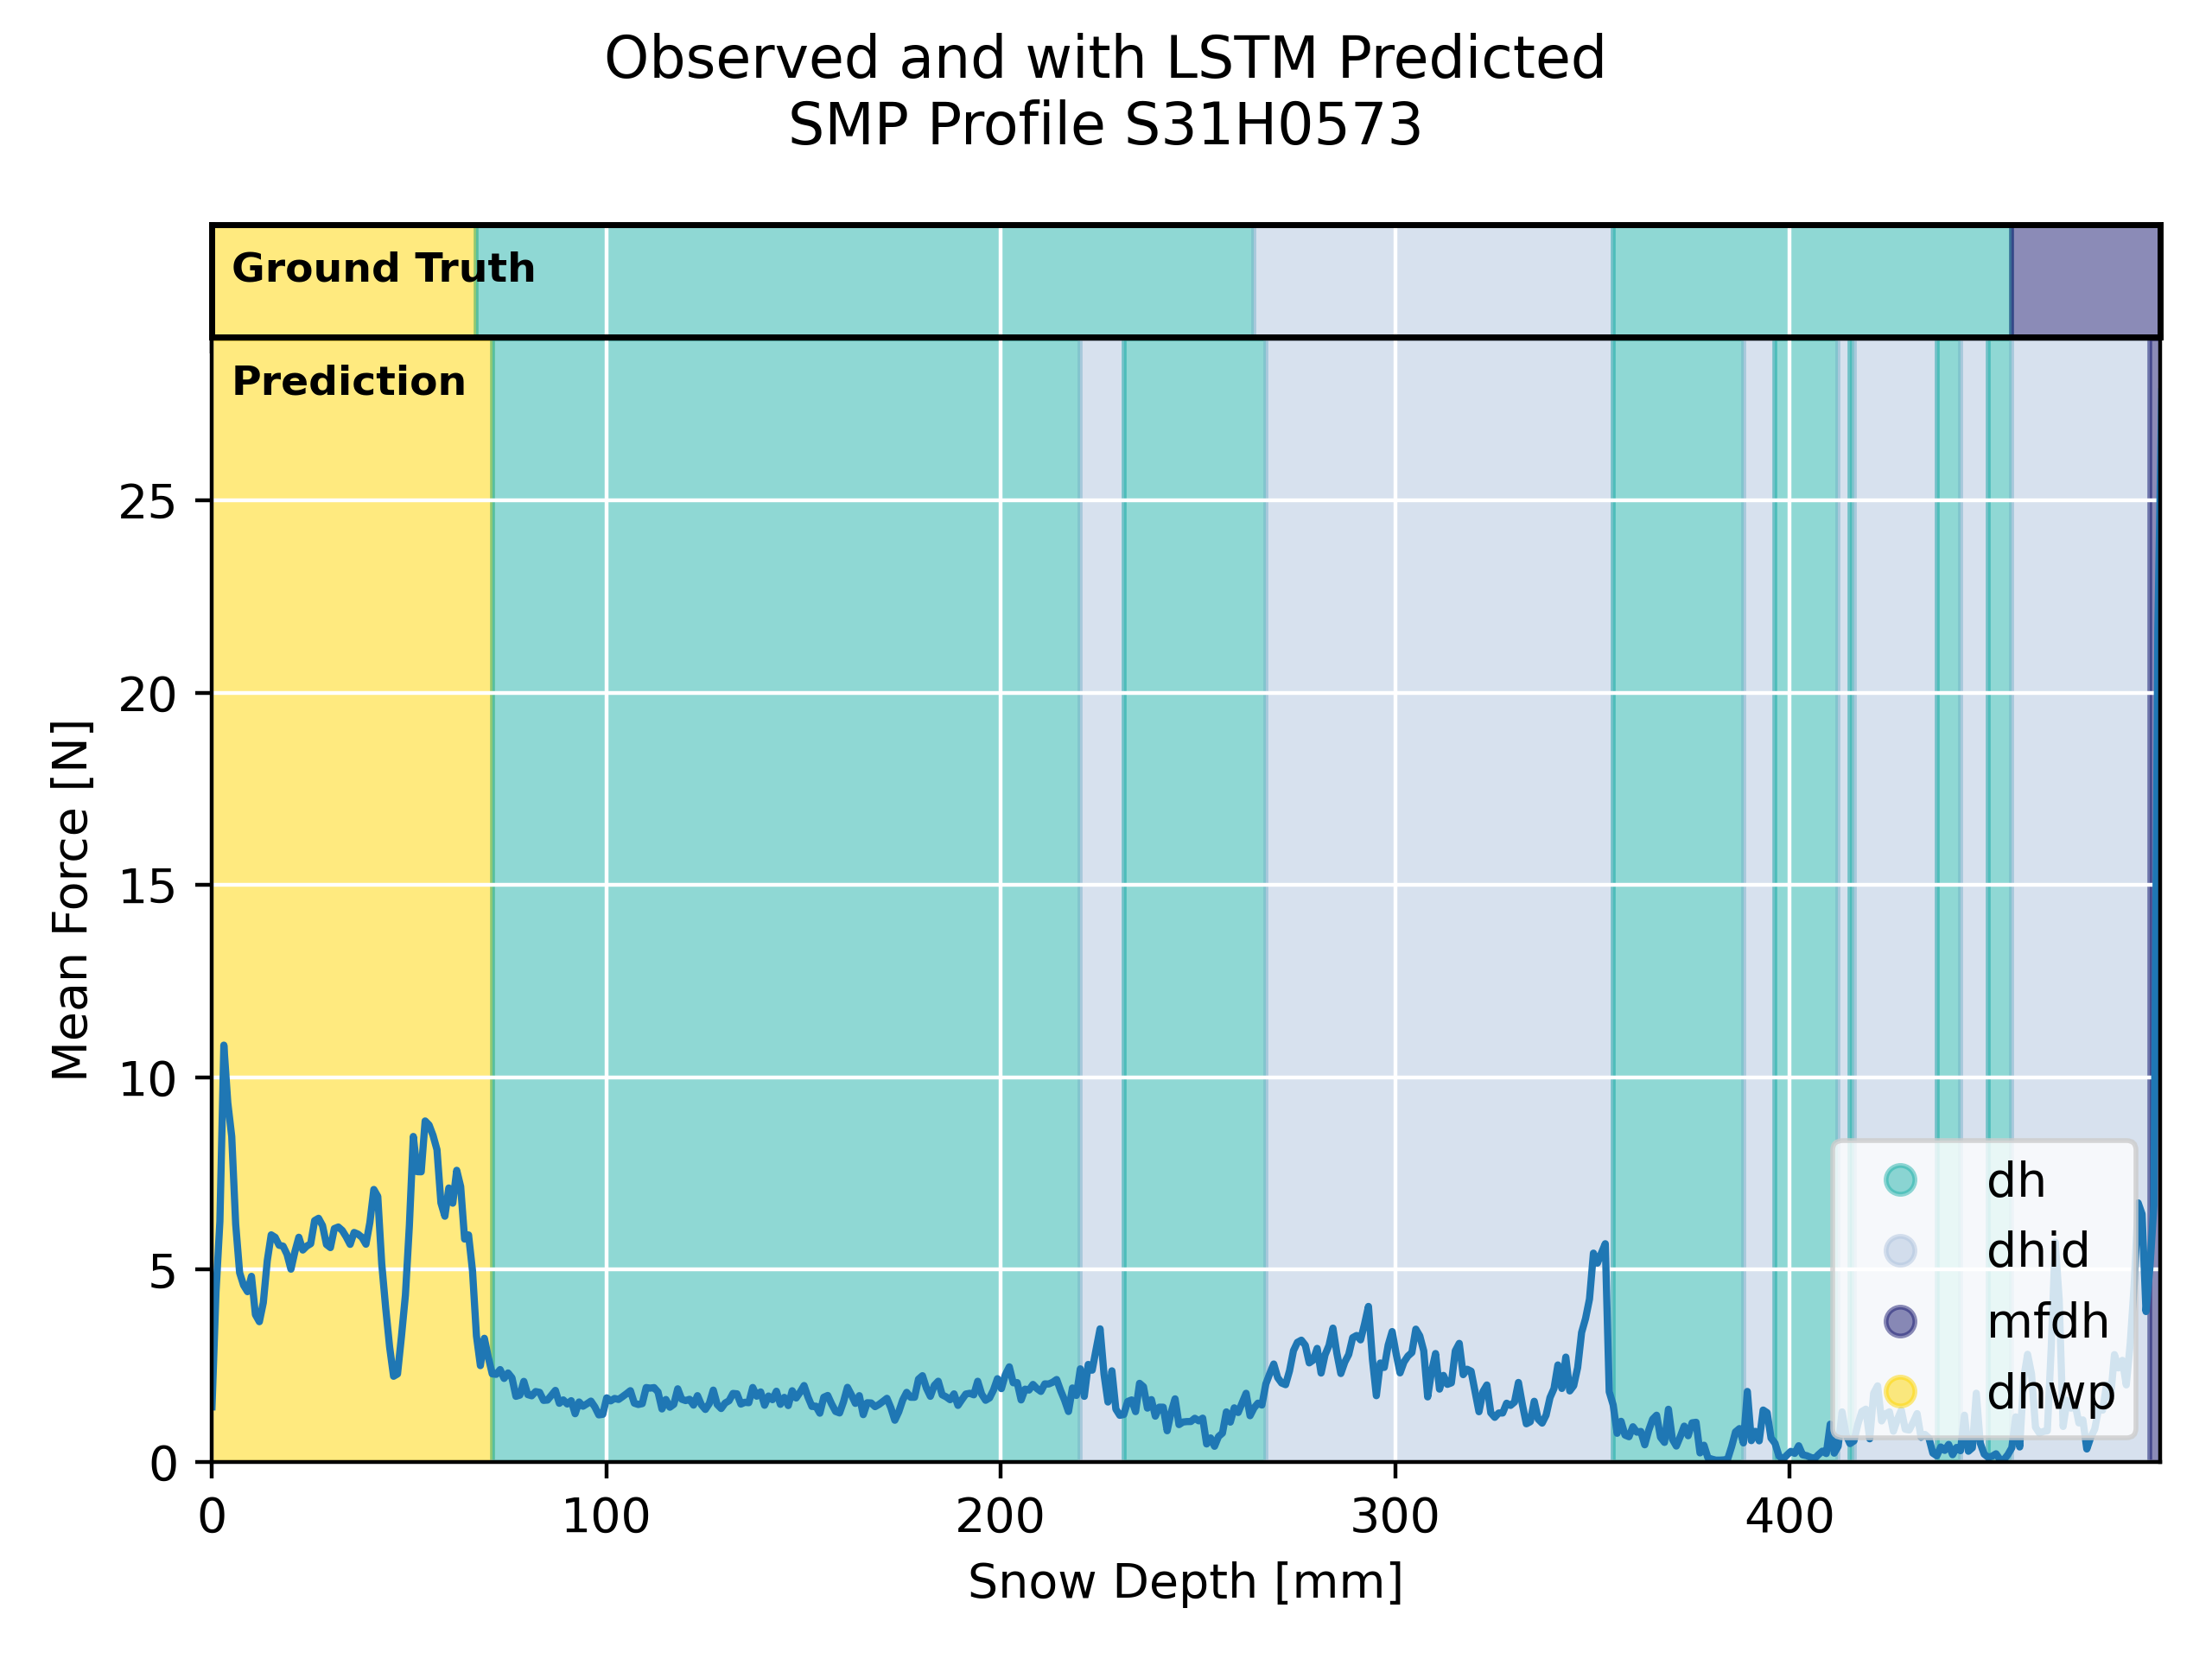 Observed and with LSTM Predicted
SMP Profile S31H0573
Ground Truth
Prediction
25
20
15
10
5
0
Mean Force [N]
dh
dhid
mfdh
dhwp
0 100 200 300 400
Snow Depth [mm]